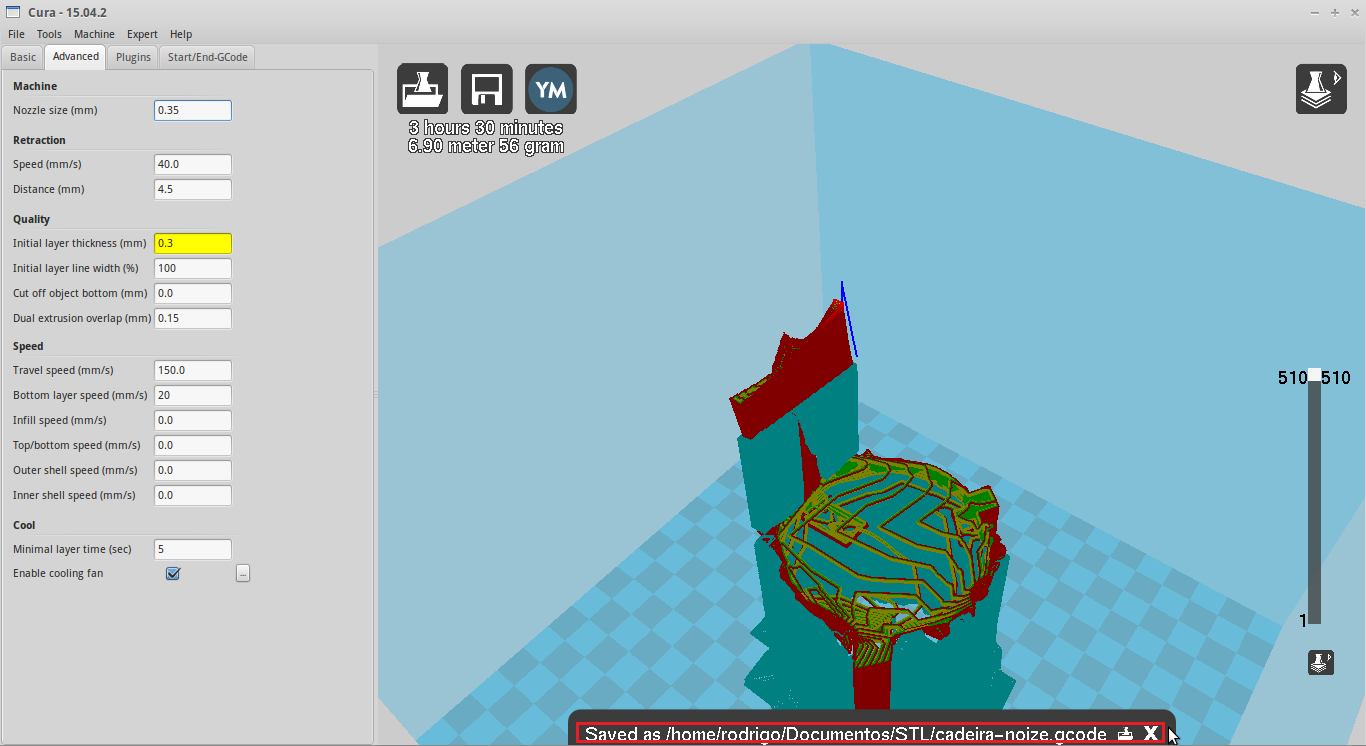 Cura - 15.04.2
File Tools Machine Expert Help
Basic Advanced Plugins Start/End-GCode
Machine
Nozzle size (mm) 0.35
Retraction
Speed (mm/s) 40.0
Distance (mm) 4.5
Quality
Initial layer thickness (mm) 0.3
Initial layer line width (%) 100
Cut off object bottom (mm) 0.0
Dual extrusion overlap (mm) 0.15
Speed
Travel speed (mm/s) 150.0
Bottom layer speed (mm/s) 20
Infill speed (mm/s) 0.0
Top/bottom speed (mm/s) 0.0
Outer shell speed (mm/s) 0.0
Inner shell speed (mm/s) 0.0
Cool
Minimal layer time (sec) 5
Enable cooling fan ...
YM
3 hours 30 minutes
6.90 meter 56 gram
510 510
1
Saved as /home/rodrigo/Documentos/STL/cadeira-noize.gcode X